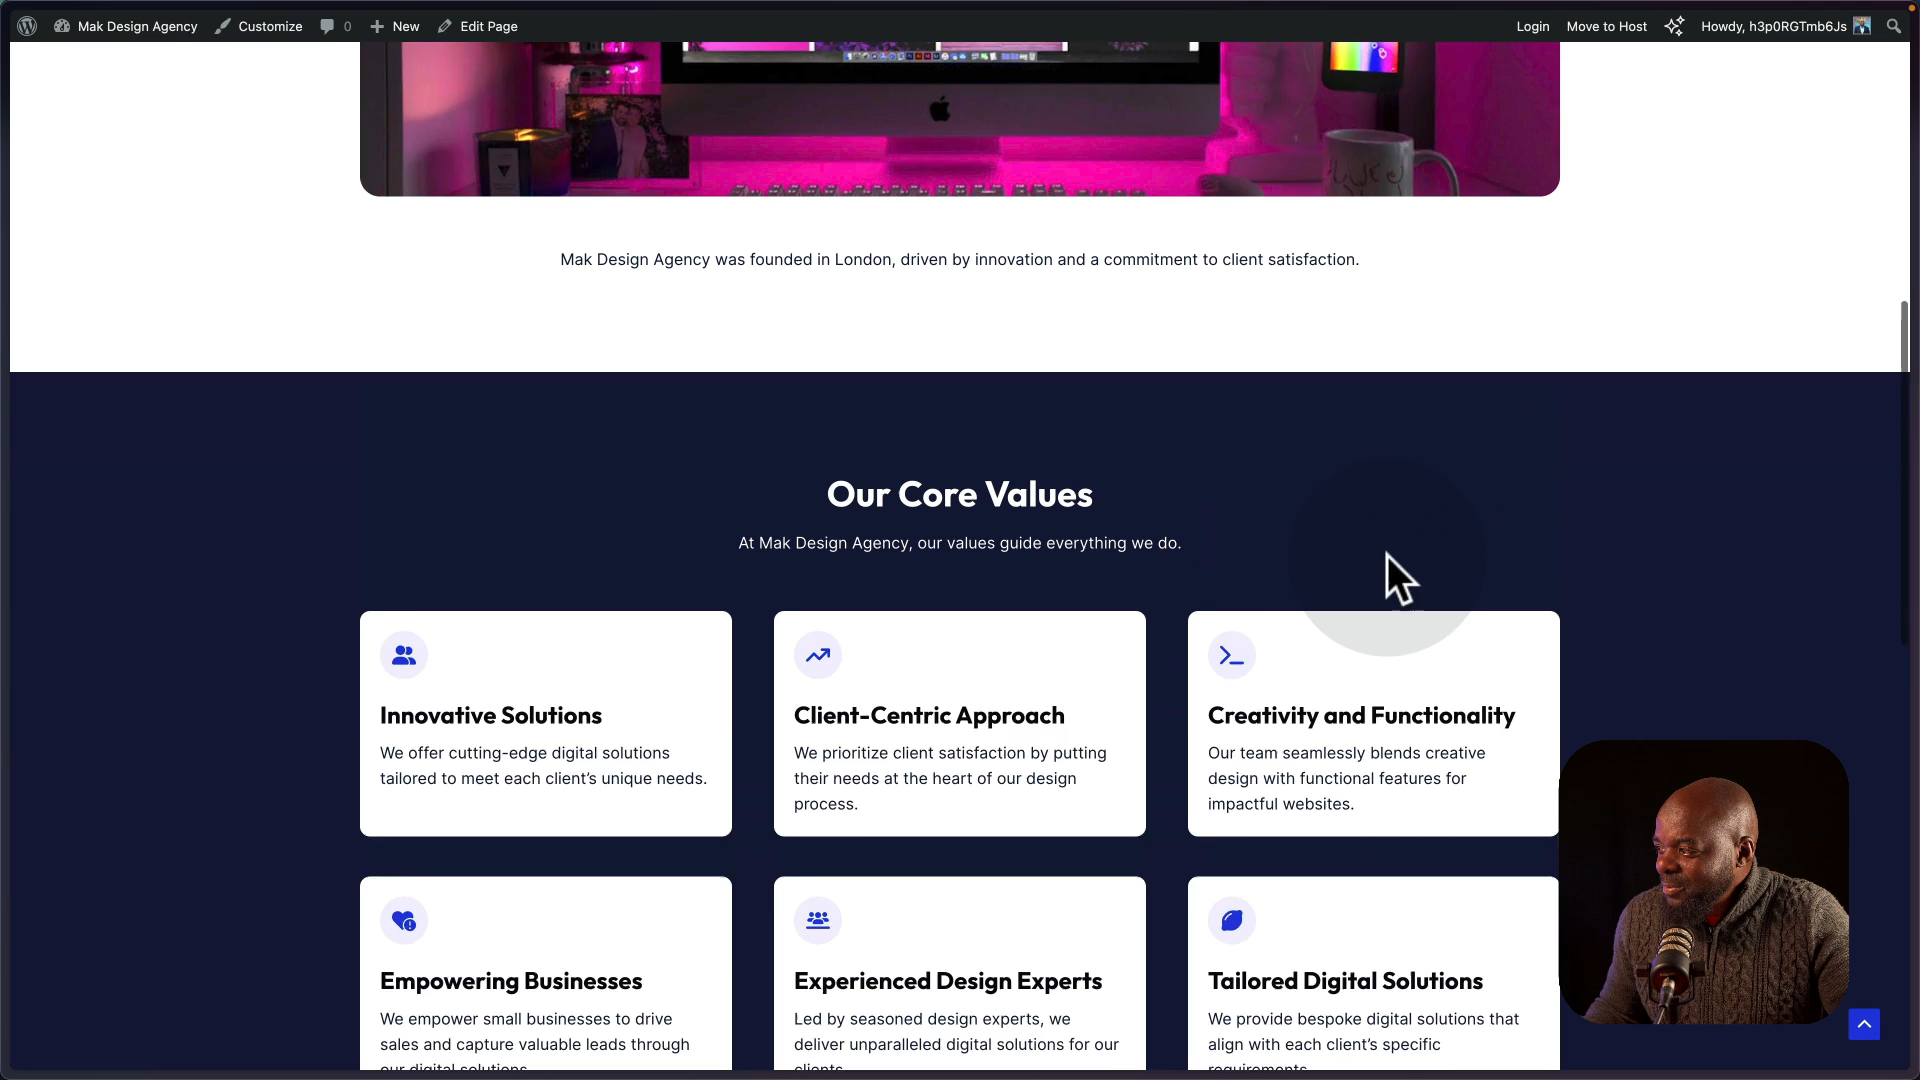 Mak Design Agency Customize 0 New Edit Page Login Move to Host Howdy, h3p0RGTmb6Js
Mak Design Agency was founded in London, driven by innovation and a commitment to client satisfaction.
Our Core Values
At Mak Design Agency, our values guide everything we do.
Innovative Solutions
We offer cutting-edge digital solutions
tailored to meet each client’s unique needs.
Client-Centric Approach
We prioritize client satisfaction by putting
their needs at the heart of our design
process.
Creativity and Functionality
Our team seamlessly blends creative
design with functional features for
impactful websites.
Empowering Businesses
We empower small businesses to drive
sales and capture valuable leads through
our digital solutions.
Experienced Design Experts
Led by seasoned design experts, we
deliver unparalleled digital solutions for our
clients.
Tailored Digital Solutions
We provide bespoke digital solutions that
align with each client’s specific
requirements.